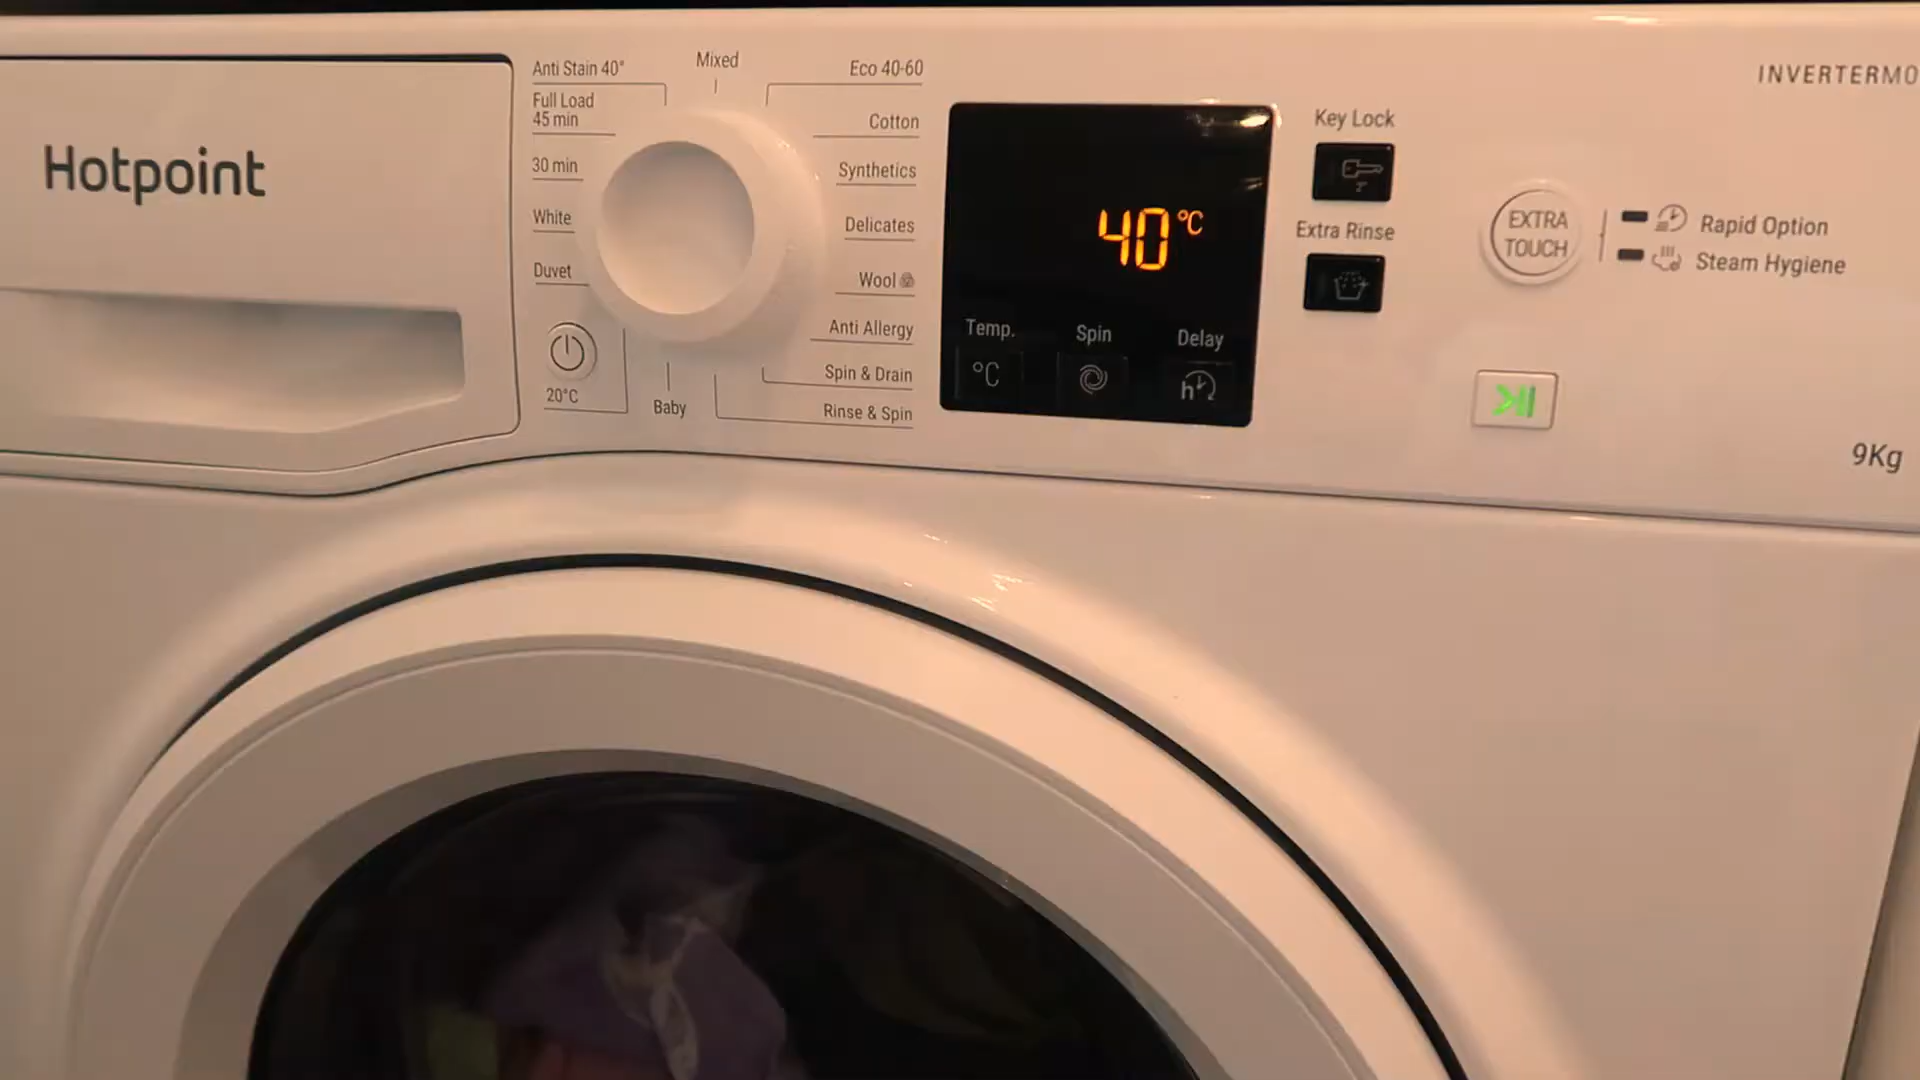 Hotpoint
Anti Stain 40°
Full Load
45 min
30 min
White
Duvet
20°C
Mixed
Baby
Eco 40-60
Cotton
Synthetics
Delicates
Wool
Anti Allergy
Spin & Drain
Rinse & Spin
40°C
Temp.
°C
Spin
Delay
h
Key Lock
Extra Rinse
EXTRA
TOUCH
Rapid Option
Steam Hygiene
INVERTERMO
9Kg